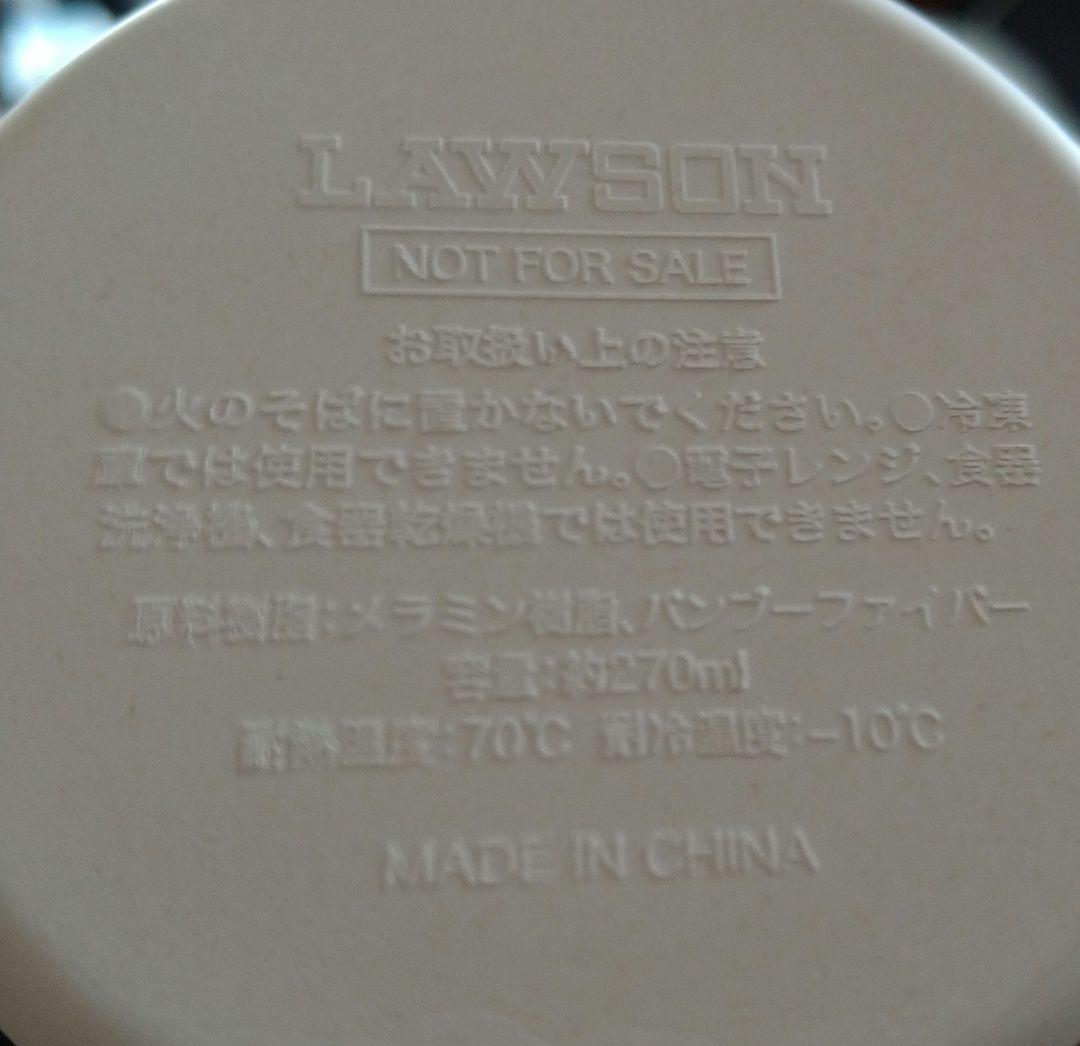 LAWSON
NOT FOR SALE
お取扱い上の注意
○火のそばに置かないでください。○冷凍
庫では使用できません。○電子レンジ、食器
洗浄機、食器乾燥機では使用できません。
原料樹脂:メラミン樹脂、バンブーファイバー
容量:約270ml
耐熱温度:70℃ 耐冷温度:-10℃
MADE IN CHINA